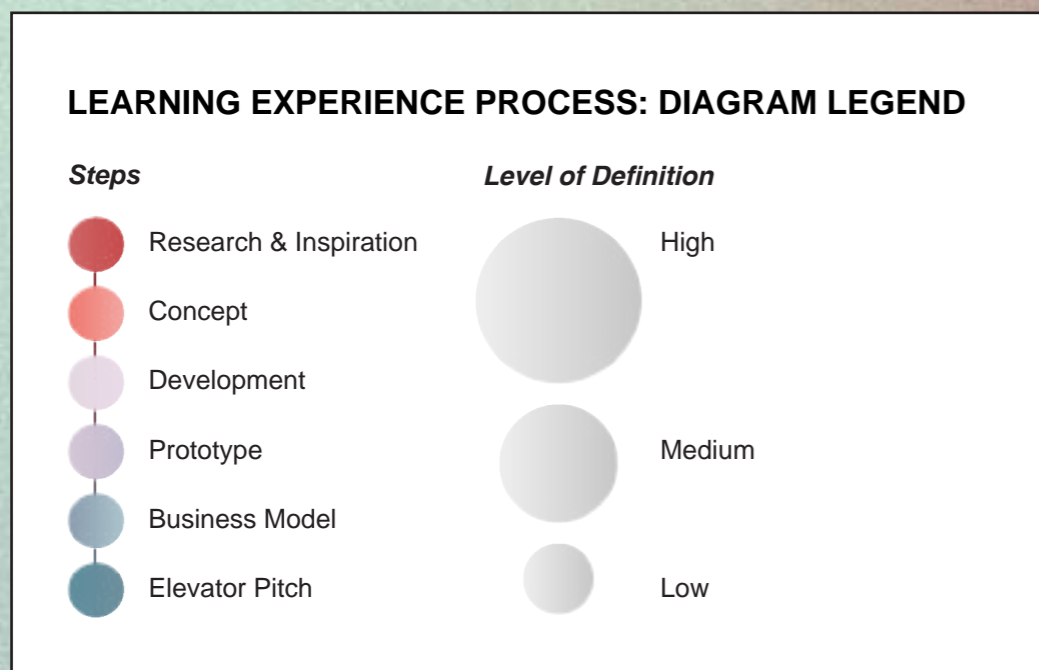 LEARNING EXPERIENCE PROCESS: DIAGRAM LEGEND
Steps
Research & Inspiration
Concept
Development
Prototype
Business Model
Elevator Pitch
Level of Definition
High
Medium
Low